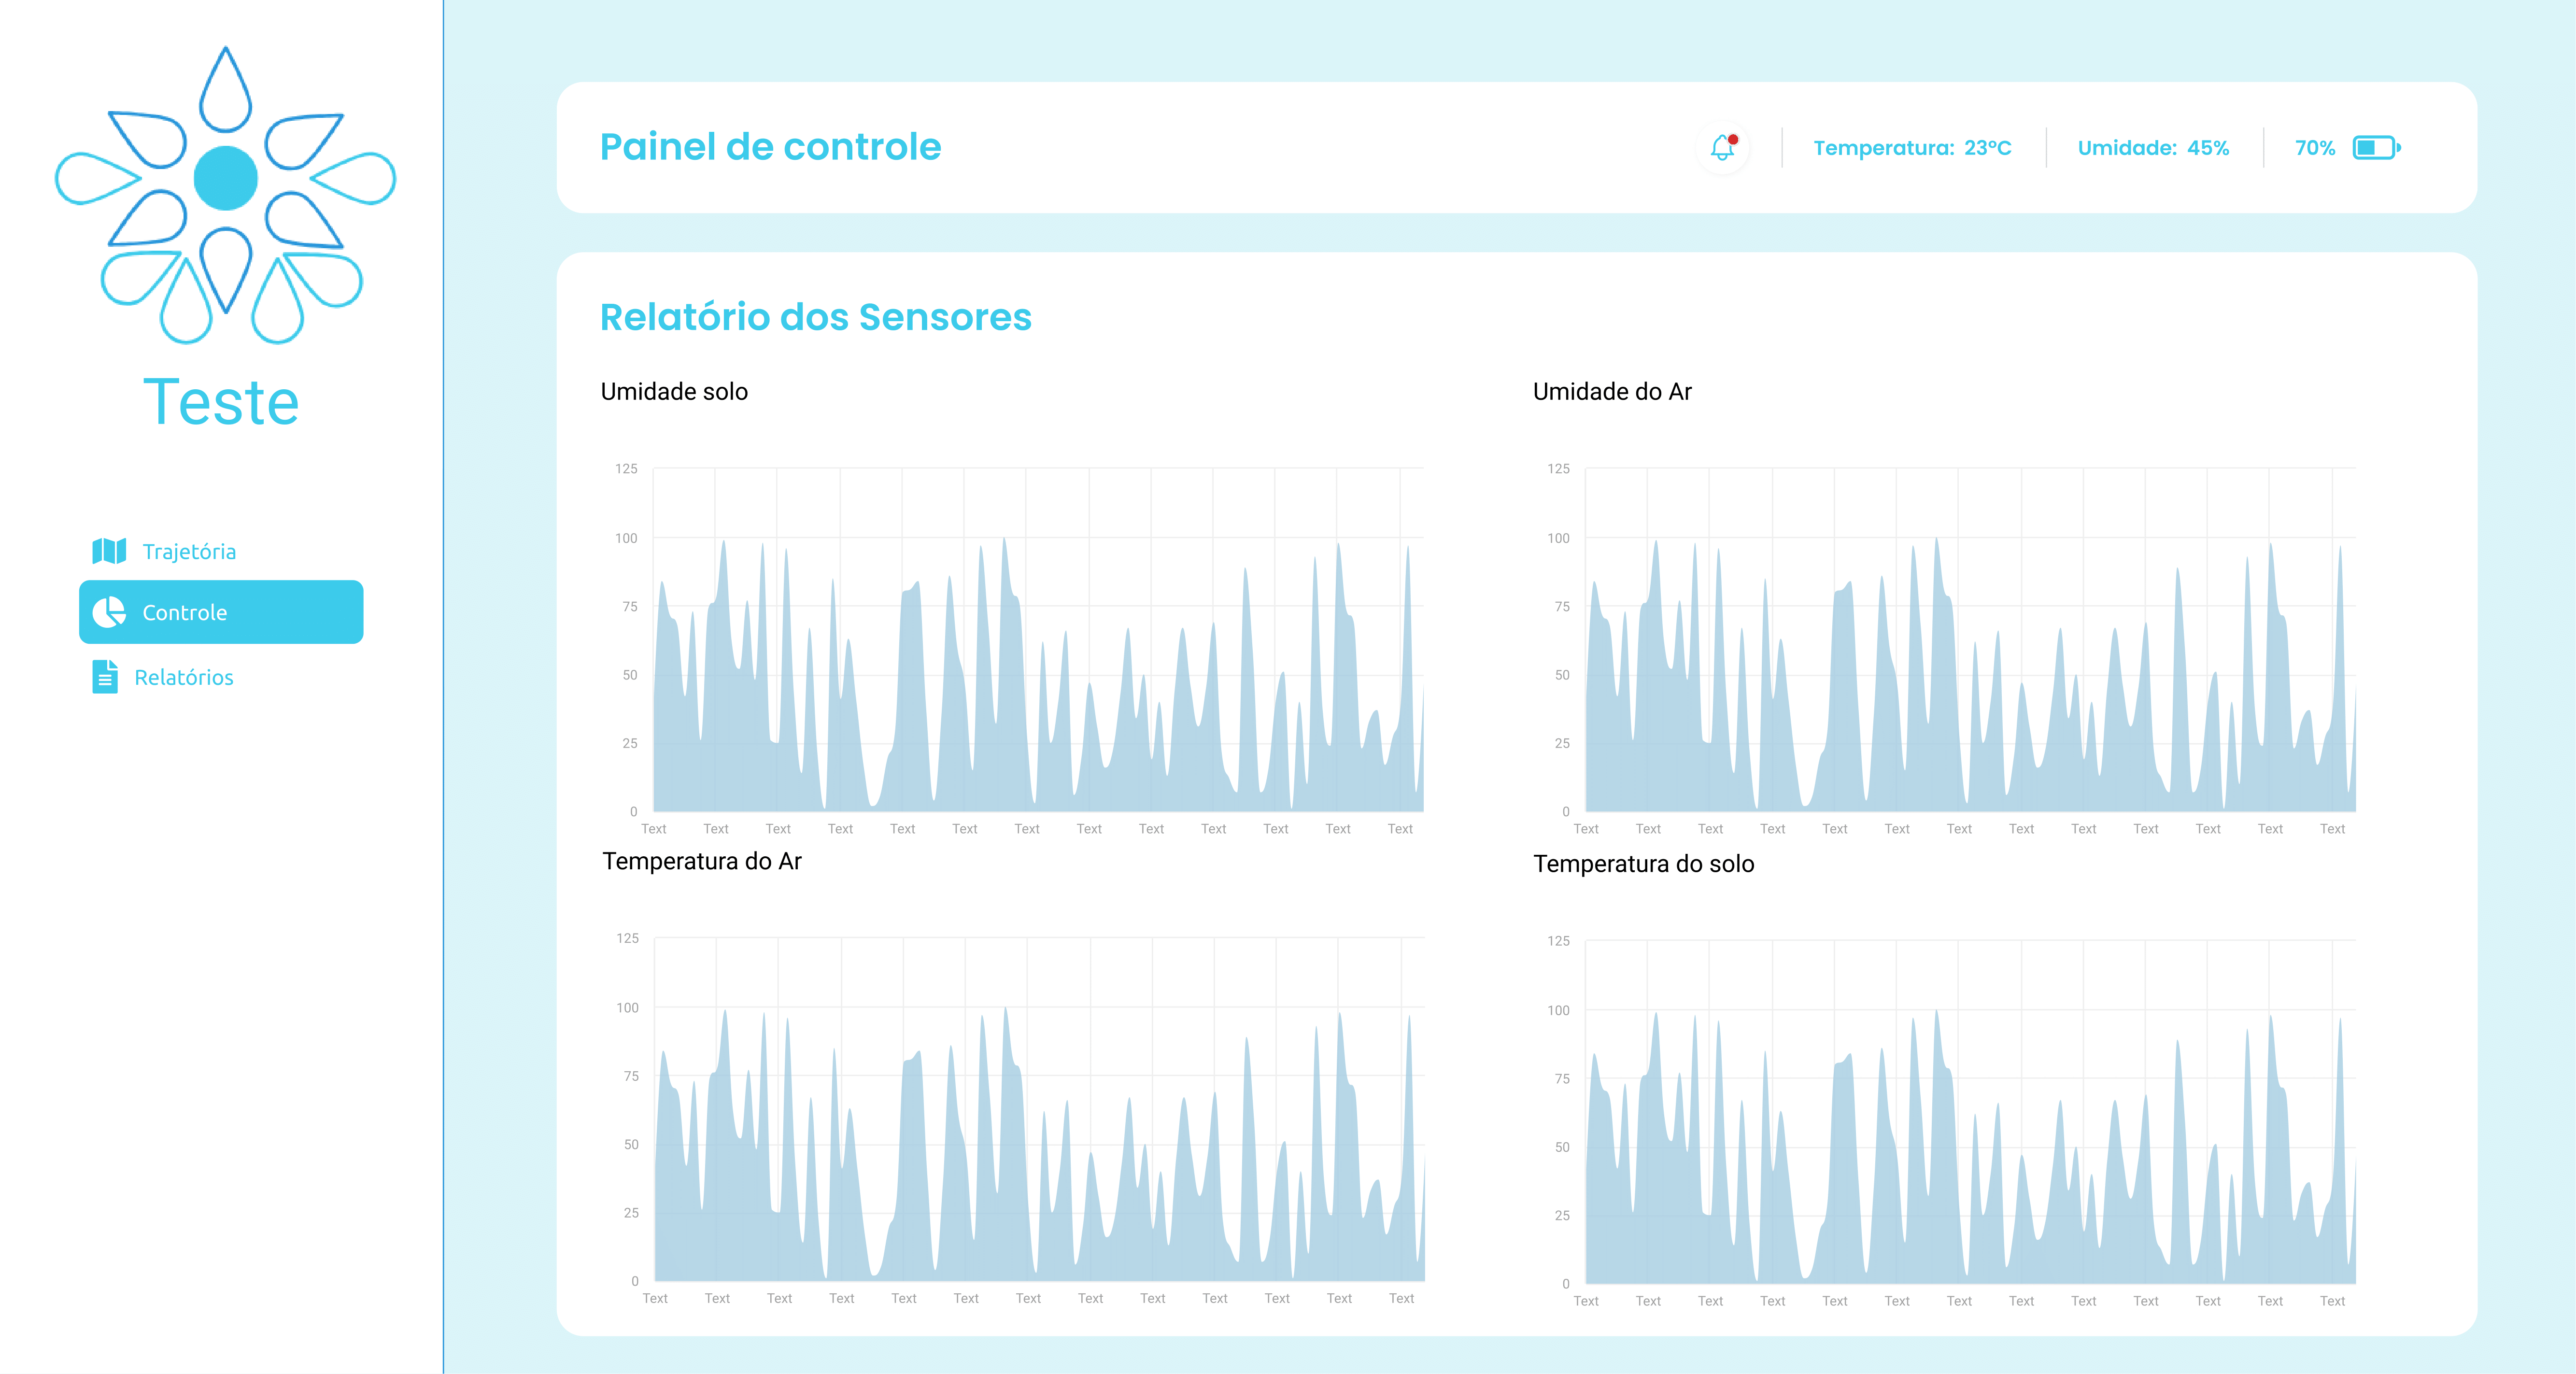 Teste
Trajetória
Controle
Relatórios
Painel de controle
Temperatura: 23°C
Umidade: 45%
70%
Relatório dos Sensores
Umidade solo
125
100
75
50
25
0
Text Text Text Text Text Text Text Text Text Text Text Text Text
Umidade do Ar
125
100
75
50
25
0
Text Text Text Text Text Text Text Text Text Text Text Text Text
Temperatura do Ar
125
100
75
50
25
0
Text Text Text Text Text Text Text Text Text Text Text Text Text
Temperatura do solo
125
100
75
50
25
0
Text Text Text Text Text Text Text Text Text Text Text Text Text